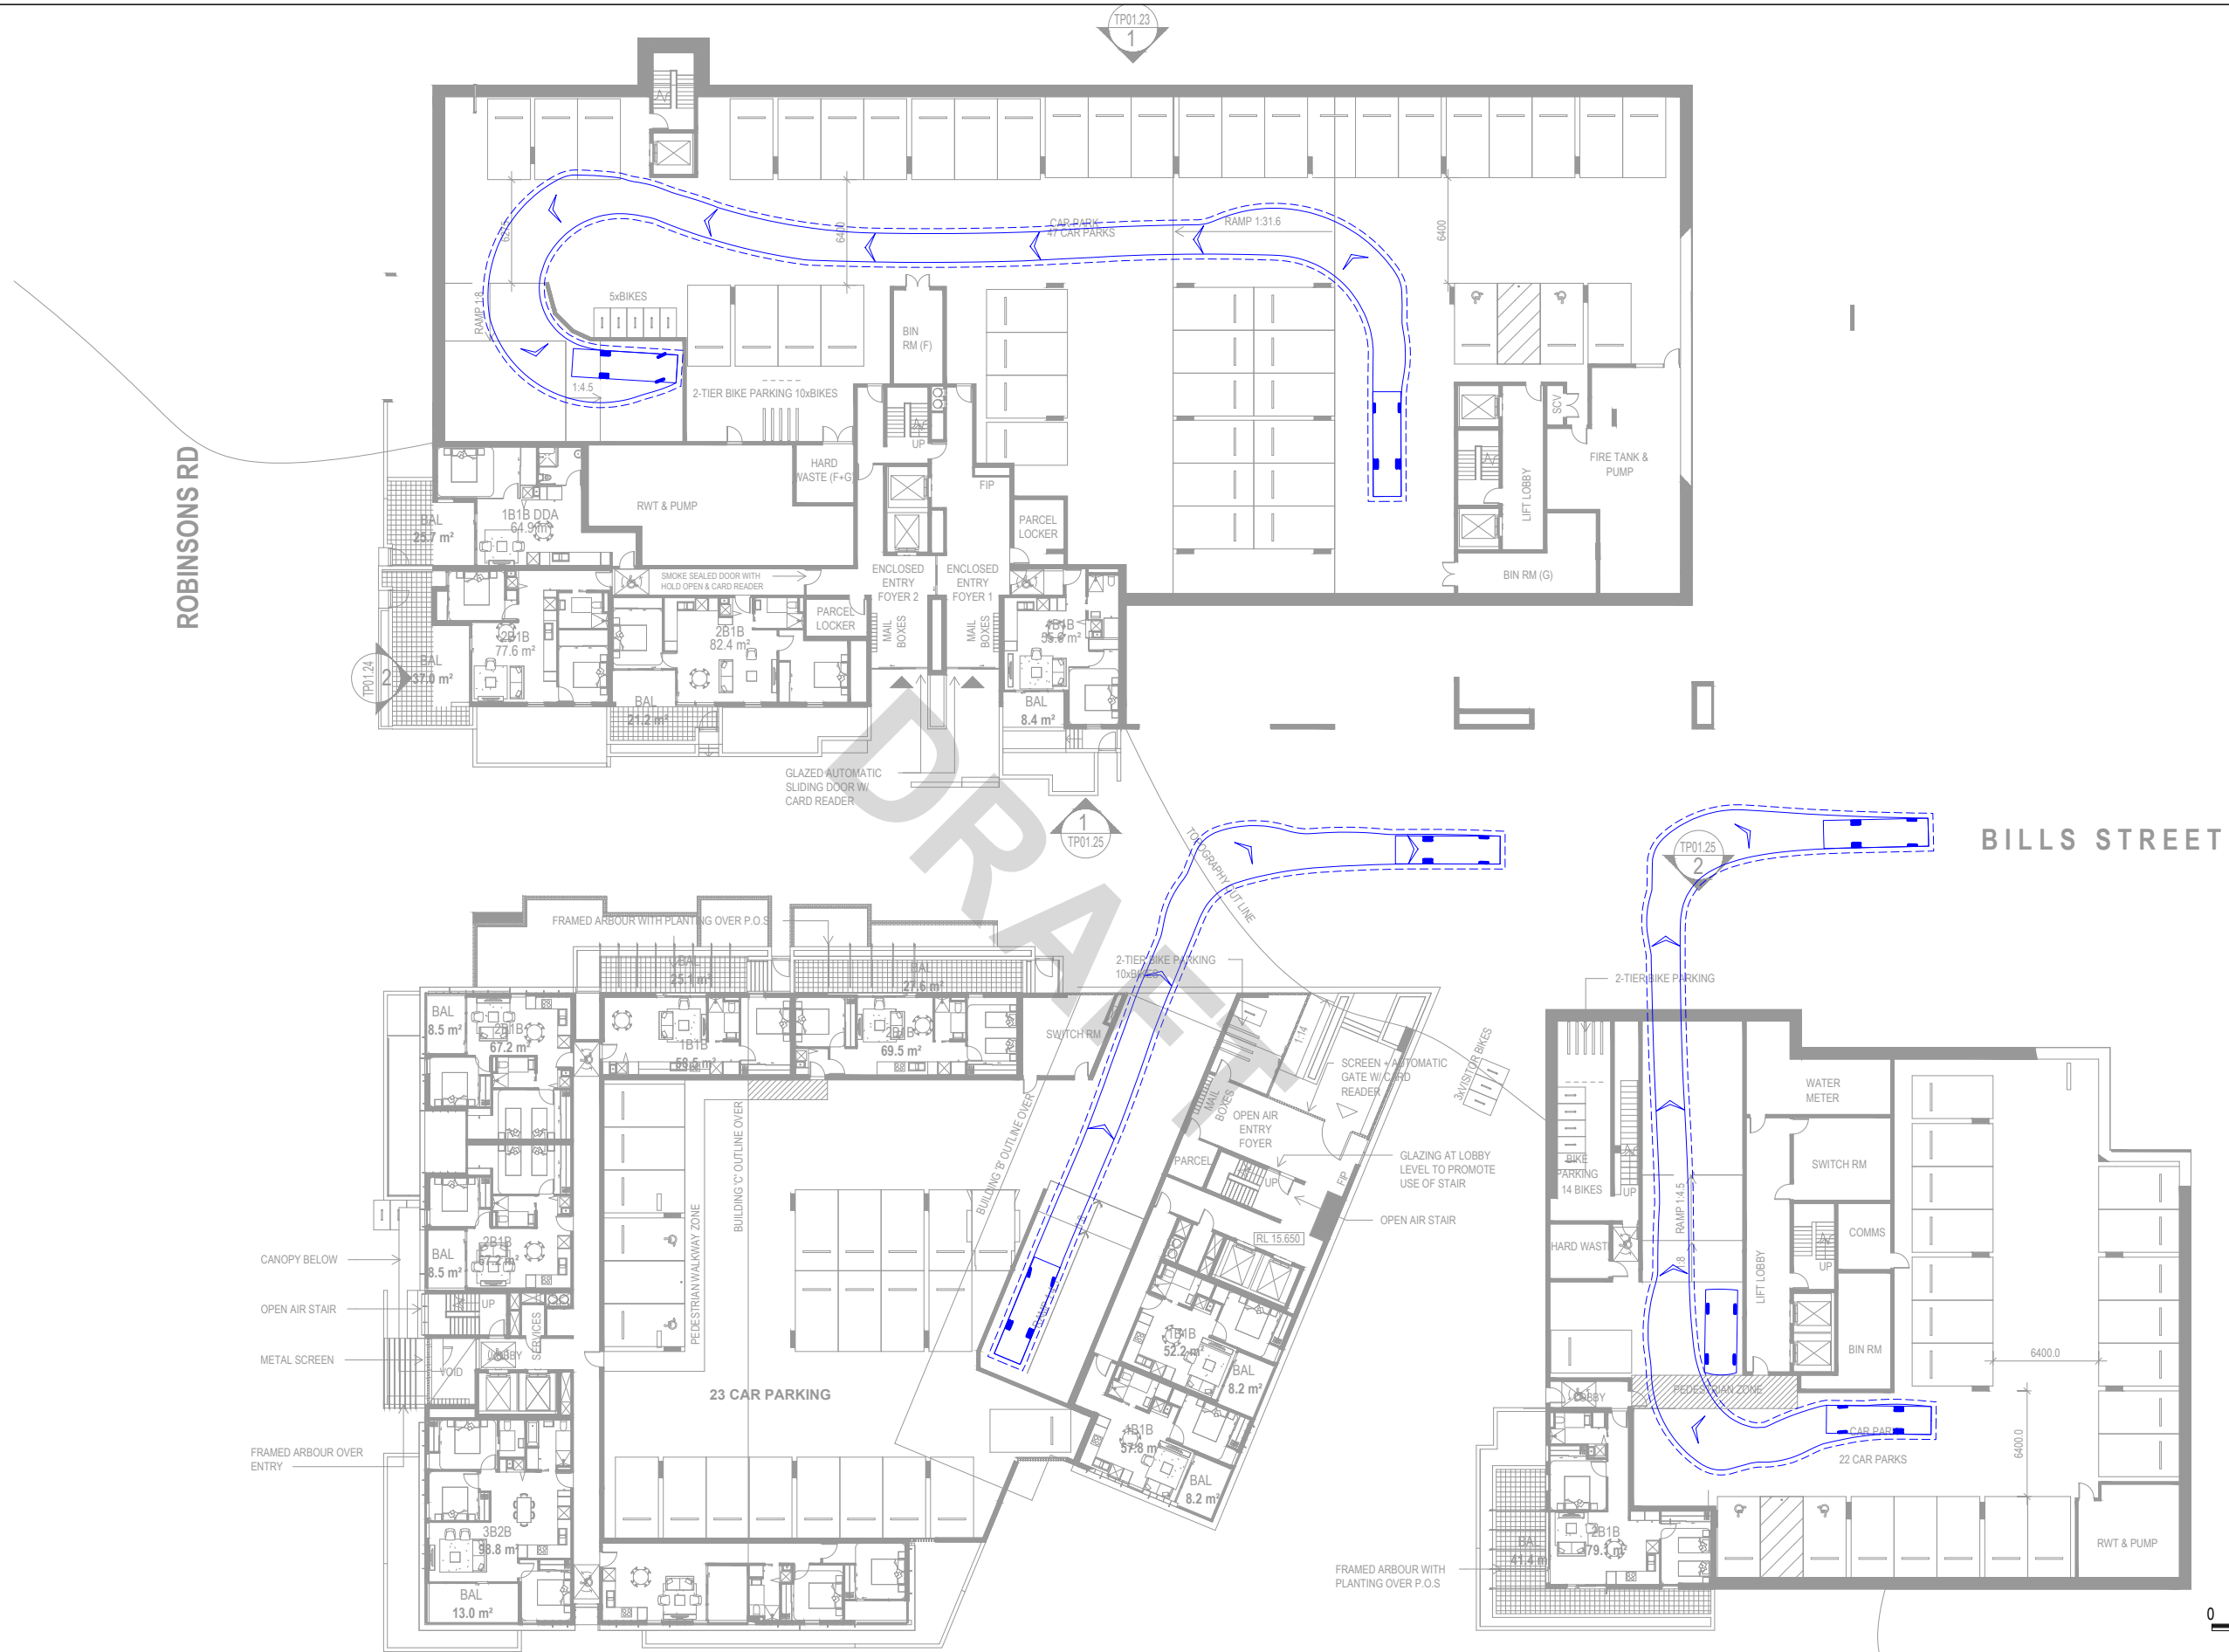 TP01.23
1
CAR PARK
47 CAR PARKS
RAMP 1:31.6
6400
6400
5xBIKES
RAMP 1:8
1:4.5
BIN
RM (F)
2-TIER BIKE PARKING 10xBIKES
UP
HARD
WASTE (F+G)
FIP
SCV
FIRE TANK &
PUMP
LIFT LOBBY
BIN RM (G)
ROBINSONS RD
RWT & PUMP
PARCEL
LOCKER
1B1B DDA
64.9m²
BAL
25.7 m²
SMOKE SEALED DOOR WITH
HOLD OPEN & CARD READER
ENCLOSED
ENTRY
FOYER 2
ENCLOSED
ENTRY
FOYER 1
PARCEL
LOCKER
MAIL
BOXES
MAIL
BOXES
2B1B
77.6 m²
2B1B
82.4 m²
BAL
37.0 m²
BAL
21.2 m²
BAL
8.4 m²
TP01.24
2
GLAZED AUTOMATIC
SLIDING DOOR W/
CARD READER
1
TP01.25
TP01.25
2
BILLS STREET
DRAFT
TOPOGRAPHY CUT LINE
FRAMED ARBOUR WITH PLANTING OVER P.O.S
BAL
25.1 m²
BAL
27.6 m²
2-TIER BIKE PARKING
10xBIKES
2-TIER BIKE PARKING
BAL
8.5 m²
2B1B
67.2 m²
1B1B
58.5 m²
2B1B
69.5 m²
SWITCH RM
1:14
SCREEN + AUTOMATIC
GATE W/ CARD
READER
3xVISITOR BIKES
MAIL
BOXES
OPEN AIR
ENTRY
FOYER
PARCEL
UP
FIP
GLAZING AT LOBBY
LEVEL TO PROMOTE
USE OF STAIR
OPEN AIR STAIR
RL 15.650
PEDESTRIAN WALKWAY ZONE
BUILDING 'C' OUTLINE OVER
BUILDING 'B' OUTLINE OVER
2B1B
67.2 m²
BAL
8.5 m²
CANOPY BELOW
OPEN AIR STAIR
METAL SCREEN
FRAMED ARBOUR OVER
ENTRY
UP
SERVICES
LOBBY
VOID
23 CAR PARKING
1B1B
52.2 m²
BAL
8.2 m²
1B1B
57.8 m²
BAL
8.2 m²
3B2B
98.8 m²
BAL
13.0 m²
WATER
METER
SWITCH RM
BIKE
PARKING
14 BIKES
UP
RAMP 1:4.5
1:8
HARD WASTE
LIFT LOBBY
COMMS
UP
BIN RM
6400.0
6400.0
PEDESTRIAN ZONE
LOBBY
CAR PARK
22 CAR PARKS
2B1B
79.1 m²
BAL
41.4 m²
FRAMED ARBOUR WITH
PLANTING OVER P.O.S
RWT & PUMP
0